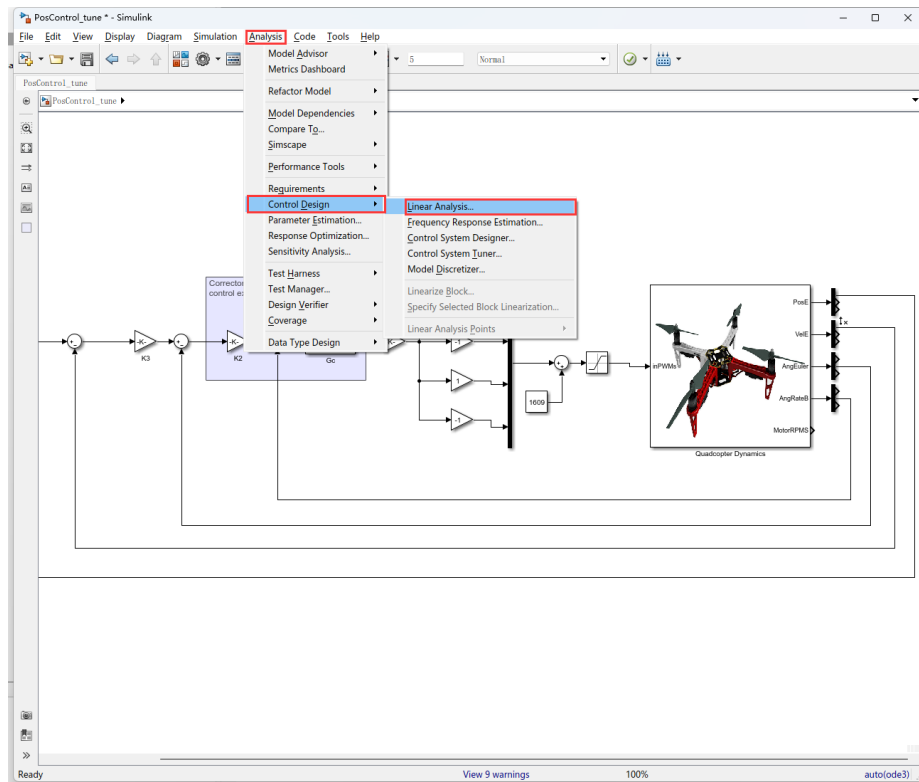 PosControl_tune * - Simulink
File Edit View Display Diagram Simulation Analysis Code Tools Help
5 Normal
PosControl_tune
PosControl_tune
Model Advisor
Metrics Dashboard
Refactor Model
Model Dependencies
Compare To...
Simscape
Performance Tools
Requirements
Control Design
Parameter Estimation...
Response Optimization...
Sensitivity Analysis...
Test Harness
Test Manager...
Design Verifier
Coverage
Data Type Design
Linear Analysis...
Frequency Response Estimation...
Control System Designer...
Control System Tuner...
Model Discretizer...
Linearize Block...
Specify Selected Block Linearization...
Linear Analysis Points
Corrector
control
-K-
K3
-K-
K2
Gc
-K-
-1
1
-1
1609
inPWMs
PosE
VelE
AngEuler
AngRateB
MotorRPMS
Quadcopter Dynamics
Ready View 9 warnings 100% auto(ode3)